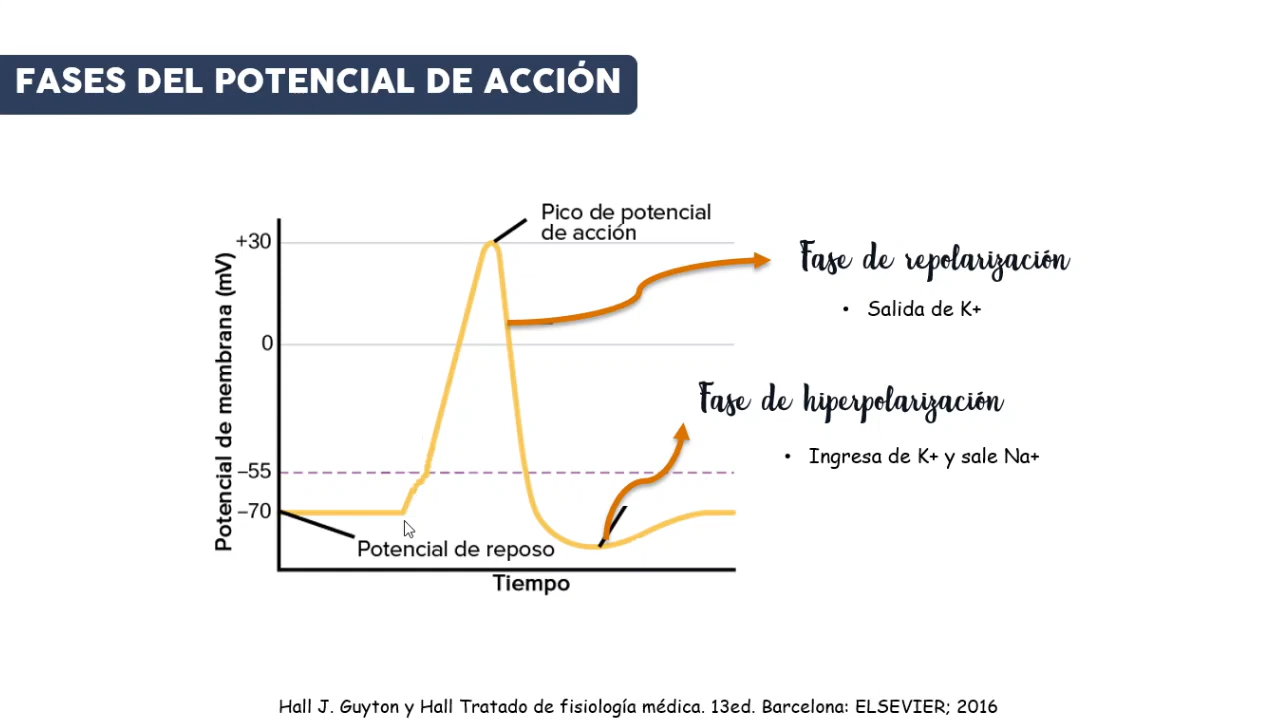 FASES DEL POTENCIAL DE ACCIÓN
Pico de potencial
de acción
+30
0
-55
-70
Potencial de membrana (mV)
Potencial de reposo
Tiempo
Fase de repolarización
• Salida de K+
Fase de hiperpolarización
• Ingresa de K+ y sale Na+
Hall J. Guyton y Hall Tratado de fisiología médica. 13ed. Barcelona: ELSEVIER; 2016